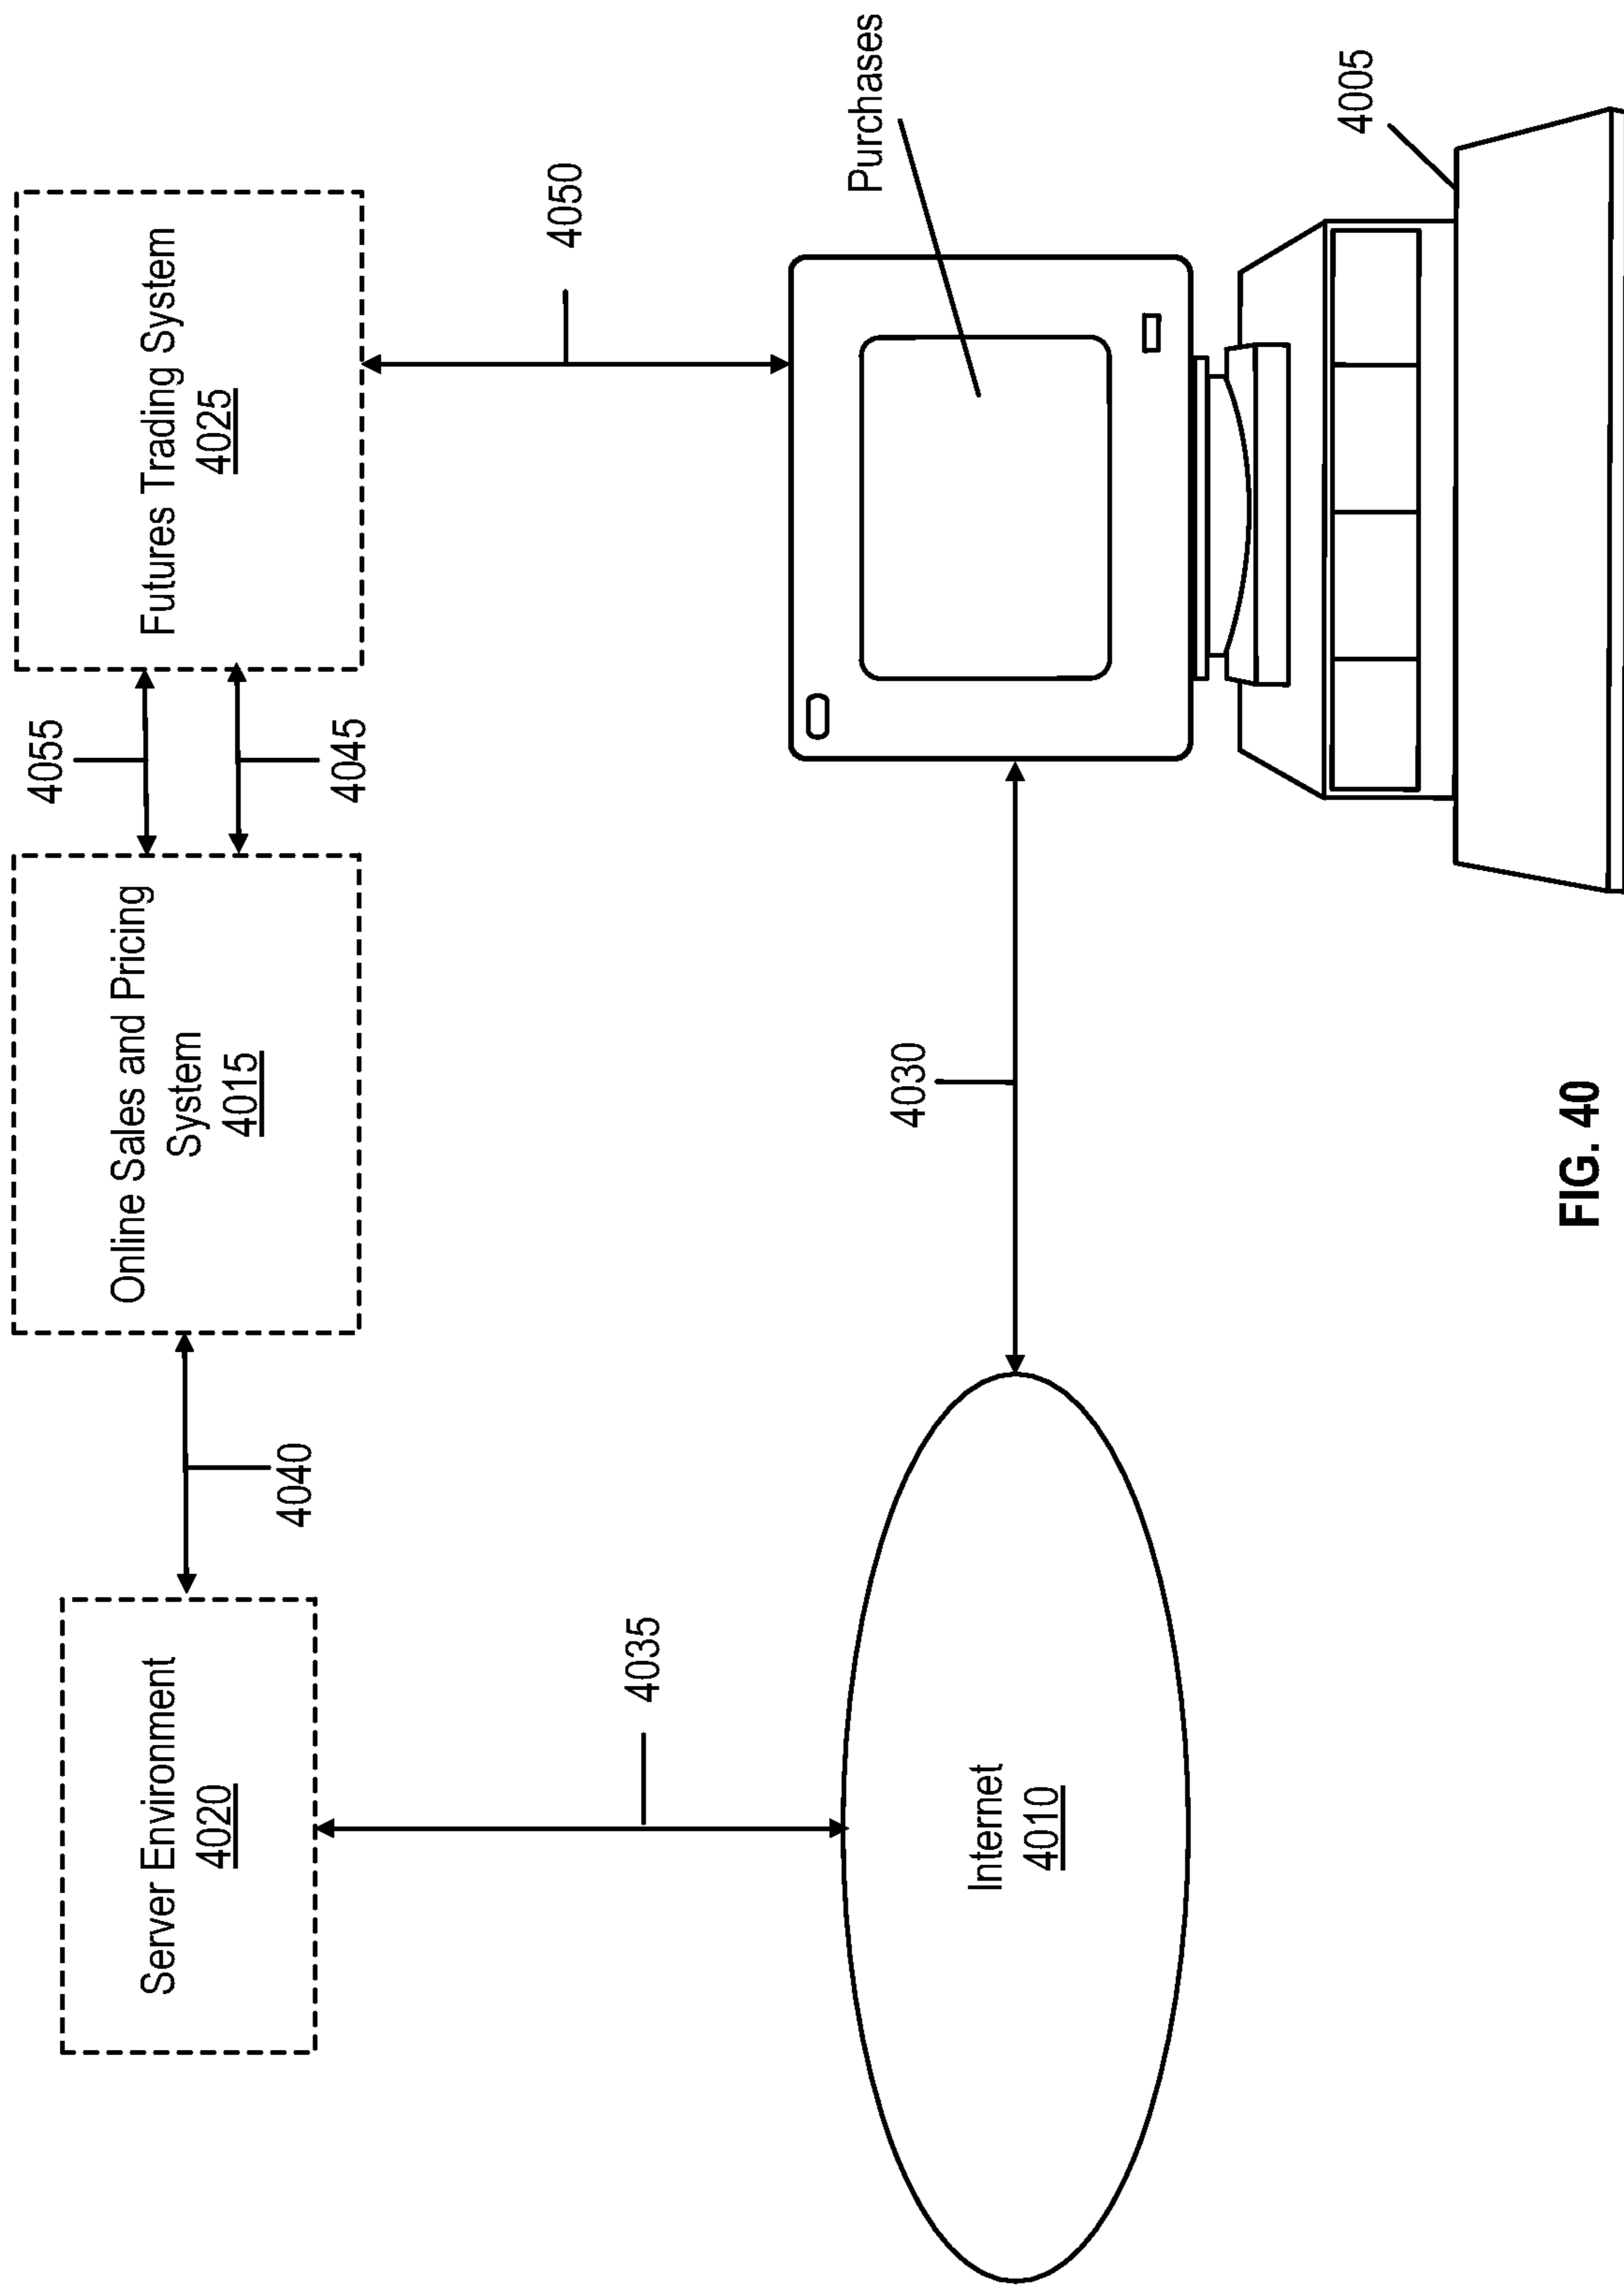 Server Environment
4020
4040
Online Sales and Pricing
System
4015
4055
4045
Futures Trading System
4025
4035
4050
Internet
4010
4030
Purchases
4005
FIG. 40